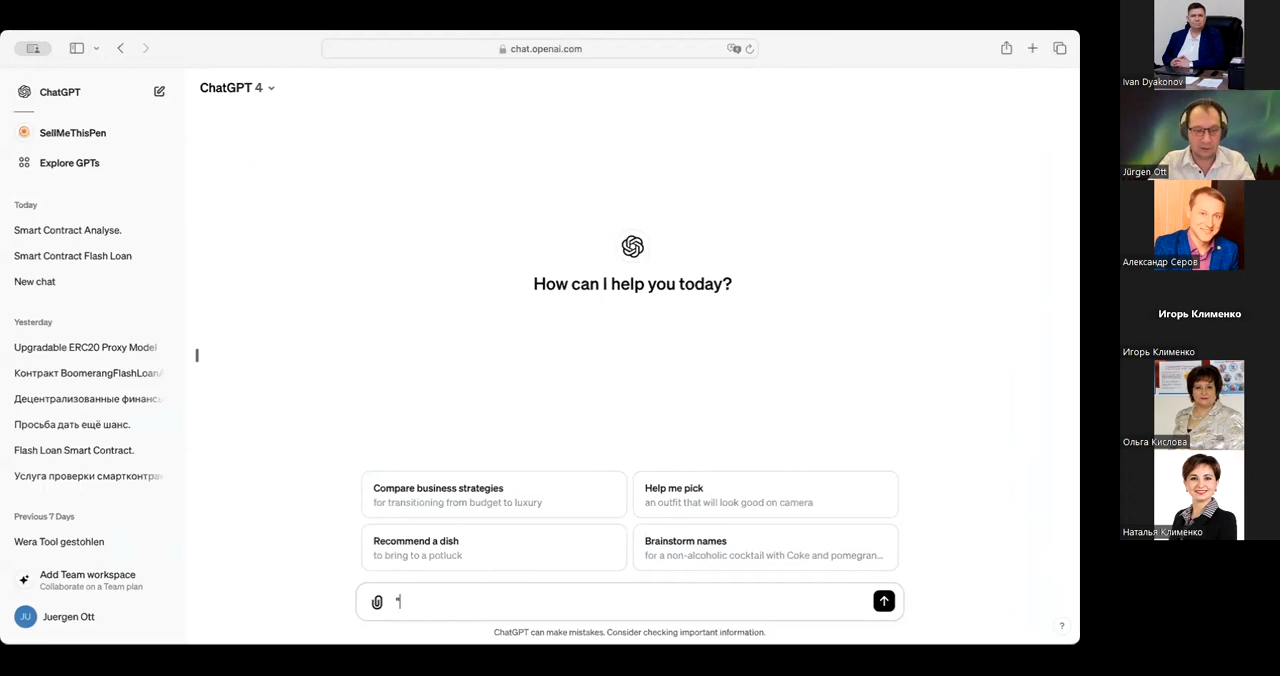 chat.openai.com
ChatGPT
ChatGPT 4
SellMeThisPen
Explore GPTs
Today
Smart Contract Analyse.
Smart Contract Flash Loan
New chat
Yesterday
Upgradable ERC20 Proxy Model
Контракт BoomerangFlashLoanA
Децентрализованные финансы
Просьба дать ещё шанс.
Flash Loan Smart Contract.
Услуга проверки смартконтра
Previous 7 Days
Wera Tool gestohlen
Add Team workspace
Collaborate on a Team plan
JU
Juergen Ott
How can I help you today?
Compare business strategies
for transitioning from budget to luxury
Help me pick
an outfit that will look good on camera
Recommend a dish
to bring to a potluck
Brainstorm names
for a non-alcoholic cocktail with Coke and pomegran...
ChatGPT can make mistakes. Consider checking important information.
?
Ivan Dyakonov
Jürgen Ott
Александр Серов
Игорь Клименко
Игорь Клименко
Ольга Кислова
Наталья Клименко